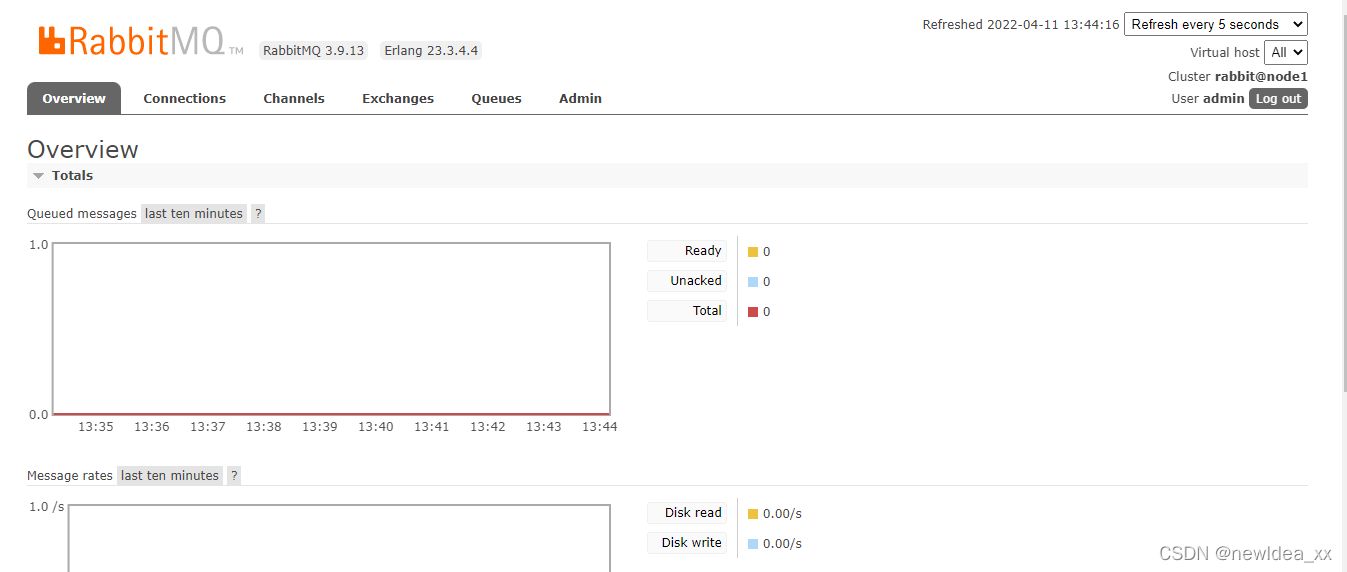 RabbitMQ TM RabbitMQ 3.9.13 Erlang 23.3.4.4
Refreshed 2022-04-11 13:44:16 Refresh every 5 seconds
Virtual host All
Cluster rabbit@node1
User admin Log out
Overview Connections Channels Exchanges Queues Admin
Overview
Totals
Queued messages last ten minutes ?
1.0
0.0
13:35 13:36 13:37 13:38 13:39 13:40 13:41 13:42 13:43 13:44
Ready 0
Unacked 0
Total 0
Message rates last ten minutes ?
1.0 /s
Disk read 0.00/s
Disk write 0.00/s
CSDN @newIdea_xx